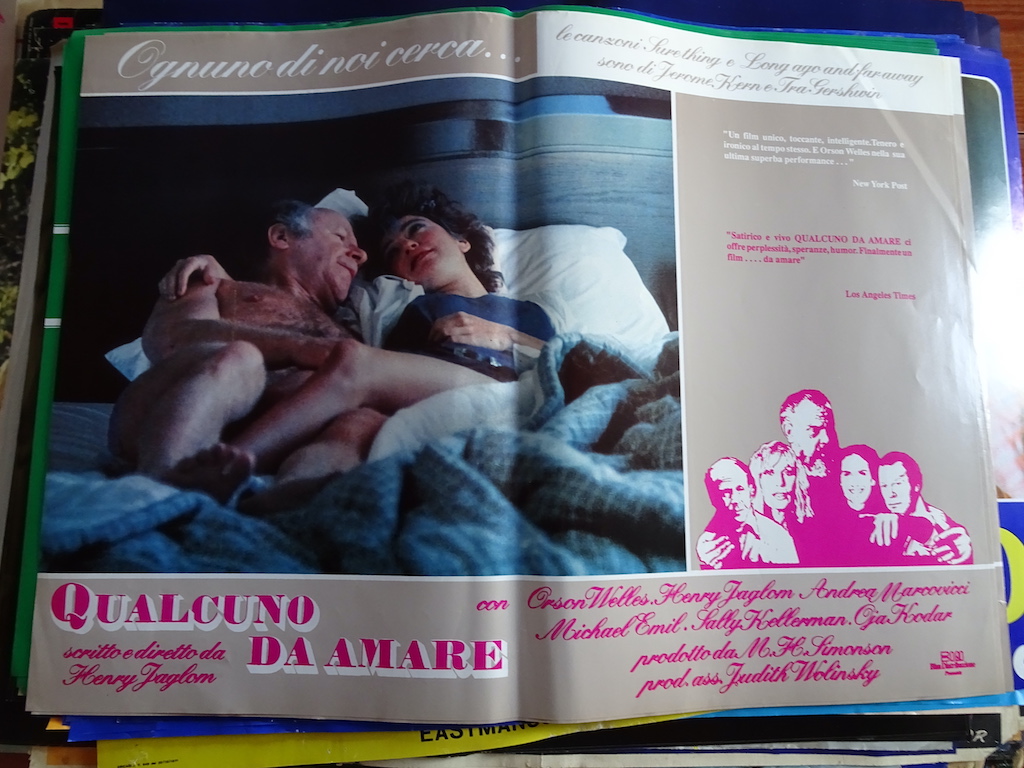 Ognuno di noi cerca...
le canzoni Sure thing e Long ago and far away
sono di Jerome Kern e Ira Gershwin
"Un film unico, toccante, intelligente.Tenero e
ironico al tempo stesso. E Orson Welles nella sua
ultima superba performance . . . "
New York Post
"Satirico e vivo QUALCUNO DA AMARE ci
offre perplessità, speranze, humor. Finalmente un
film . . . . da amare"
Los Angeles Times
QUALCUNO
DA AMARE
scritto e diretto da
Henry Jaglom
con Orson Welles. Henry Jaglom Andrea Marcovicci
Michael Emil. Sally Kellerman. Oja Kodar
prodotto da M.H. Simonson
prod. ass. Judith Wolinsky
Film Distribuzione
Presenta
EASTMAN
R